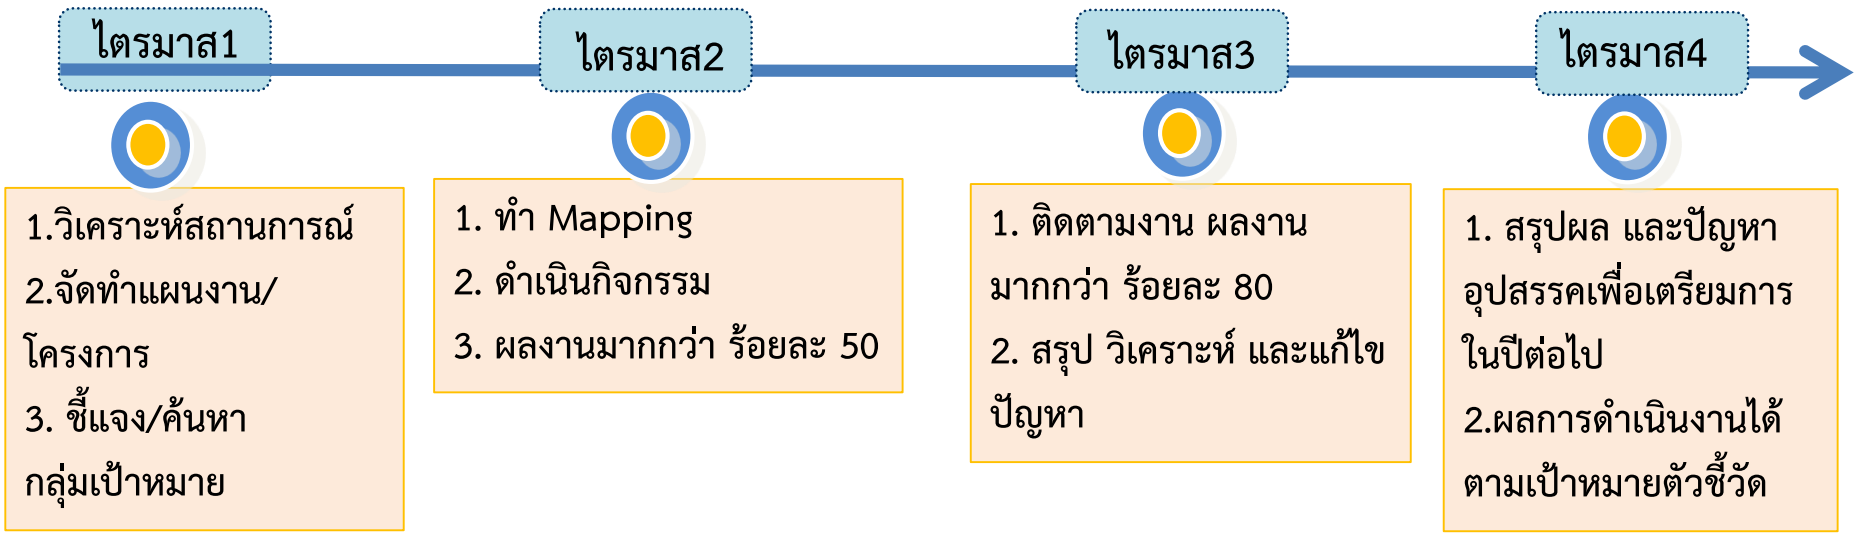 ไตรมาส1
ไตรมาส2
ไตรมาส3
ไตรมาส4
1.วิเคราะห์สถานการณ์
2.จัดทำแผนงาน/
โครงการ
3. ชี้แจง/ค้นหา
กลุ่มเป้าหมาย
1. ทำ Mapping
2. ดำเนินกิจกรรม
3. ผลงานมากกว่า ร้อยละ 50
1. ติดตามงาน ผลงาน
มากกว่า ร้อยละ 80
2. สรุป วิเคราะห์ และแก้ไข
ปัญหา
1. สรุปผล และปัญหา
อุปสรรคเพื่อเตรียมการ
ในปีต่อไป
2.ผลการดำเนินงานได้
ตามเป้าหมายตัวชี้วัด